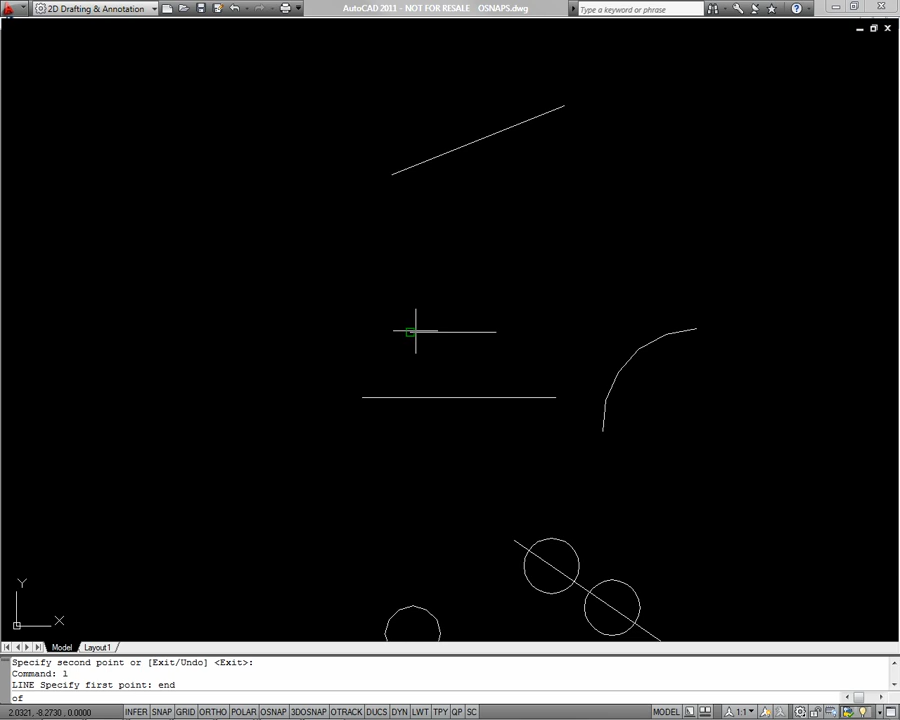 2D Drafting & Annotation AutoCAD 2011 - NOT FOR RESALE OSNAPS.dwg Type a keyword or phrase
Y
X
Model Layout1
Specify second point or [Exit/Undo] <Exit>:
Command: l
LINE Specify first point: end
of
2.0321, -8.2730, 0.0000 INFER SNAP GRID ORTHO POLAR OSNAP 3DOSNAP OTRACK DUCS DYN LWT TPY QP SC MODEL 1:1